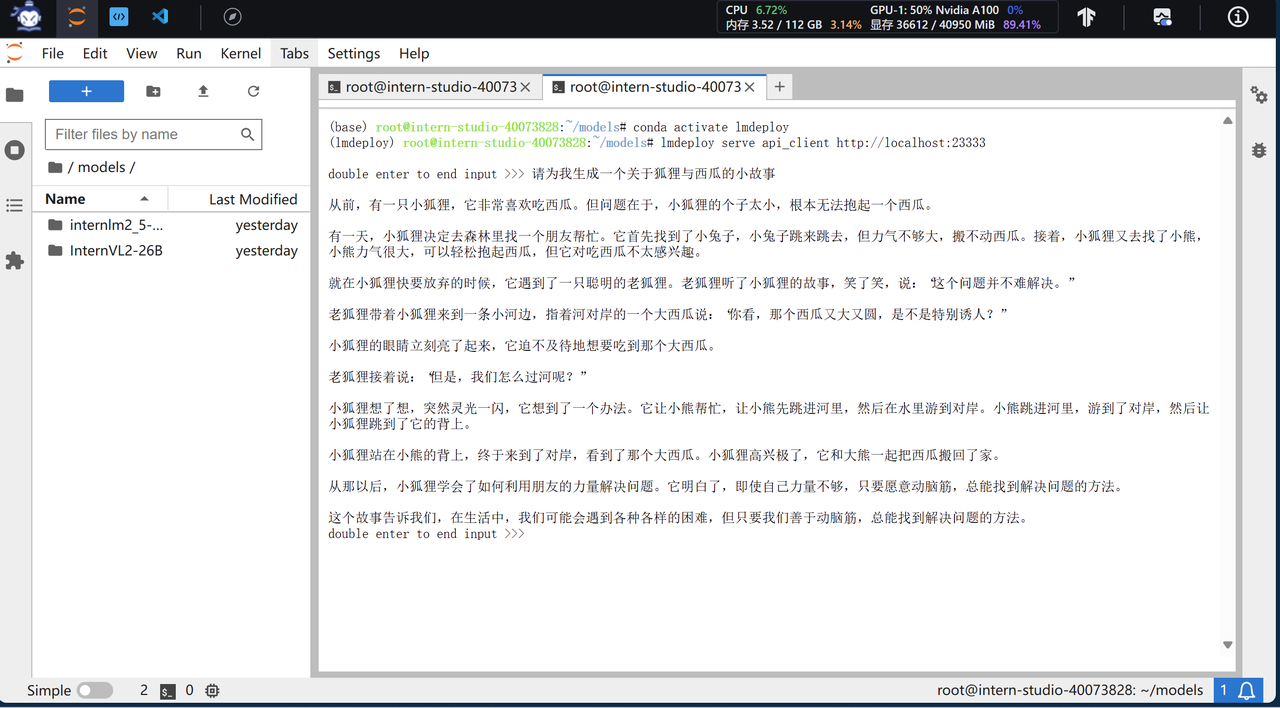 CPU 6.72% GPU-1: 50% Nvidia A100 0%
内存 3.52 / 112 GB 3.14% 显存 36612 / 40950 MiB 89.41%
File Edit View Run Kernel Tabs Settings Help
root@intern-studio-40073 root@intern-studio-40073
Filter files by name
/ models /
Name Last Modified
internlm2_5-... yesterday
InternVL2-26B yesterday
(base) root@intern-studio-40073828:~/models# conda activate lmdeploy
(lmdeploy) root@intern-studio-40073828:~/models# lmdeploy serve api_client http://localhost:23333
double enter to end input >>> 请为我生成一个关于狐狸与西瓜的小故事
从前，有一只小狐狸，它非常喜欢吃西瓜。但问题在于，小狐狸的个子太小，根本无法抱起一个西瓜。
有一天，小狐狸决定去森林里找一个朋友帮忙。它首先找到了小兔子，小兔子跳来跳去，但力气不够大，搬不动西瓜。接着，小狐狸又去找了小熊，
小熊力气很大，可以轻松抱起西瓜，但它对吃西瓜不太感兴趣。
就在小狐狸快要放弃的时候，它遇到了一只聪明的老狐狸。老狐狸听了小狐狸的故事，笑了笑，说：“这个问题并不难解决。”
老狐狸带着小狐狸来到一条小河边，指着河对岸的一个大西瓜说：“你看，那个西瓜又大又圆，是不是特别诱人？”
小狐狸的眼睛立刻亮了起来，它迫不及待地想要吃到那个大西瓜。
老狐狸接着说：“但是，我们怎么过河呢？”
小狐狸想了想，突然灵光一闪，它想到了一个办法。它让小熊帮忙，让小熊先跳进河里，然后在水里游到对岸。小熊跳进河里，游到了对岸，然后让
小狐狸跳到了它的背上。
小狐狸站在小熊的背上，终于来到了对岸，看到了那个大西瓜。小狐狸高兴极了，它和大熊一起把西瓜搬回了家。
从那以后，小狐狸学会了如何利用朋友的力量解决问题。它明白了，即使自己力量不够，只要愿意动脑筋，总能找到解决问题的方法。
这个故事告诉我们，在生活中，我们可能会遇到各种各样的困难，但只要我们善于动脑筋，总能找到解决问题的方法。
double enter to end input >>>
Simple 2 0 root@intern-studio-40073828: ~/models 1